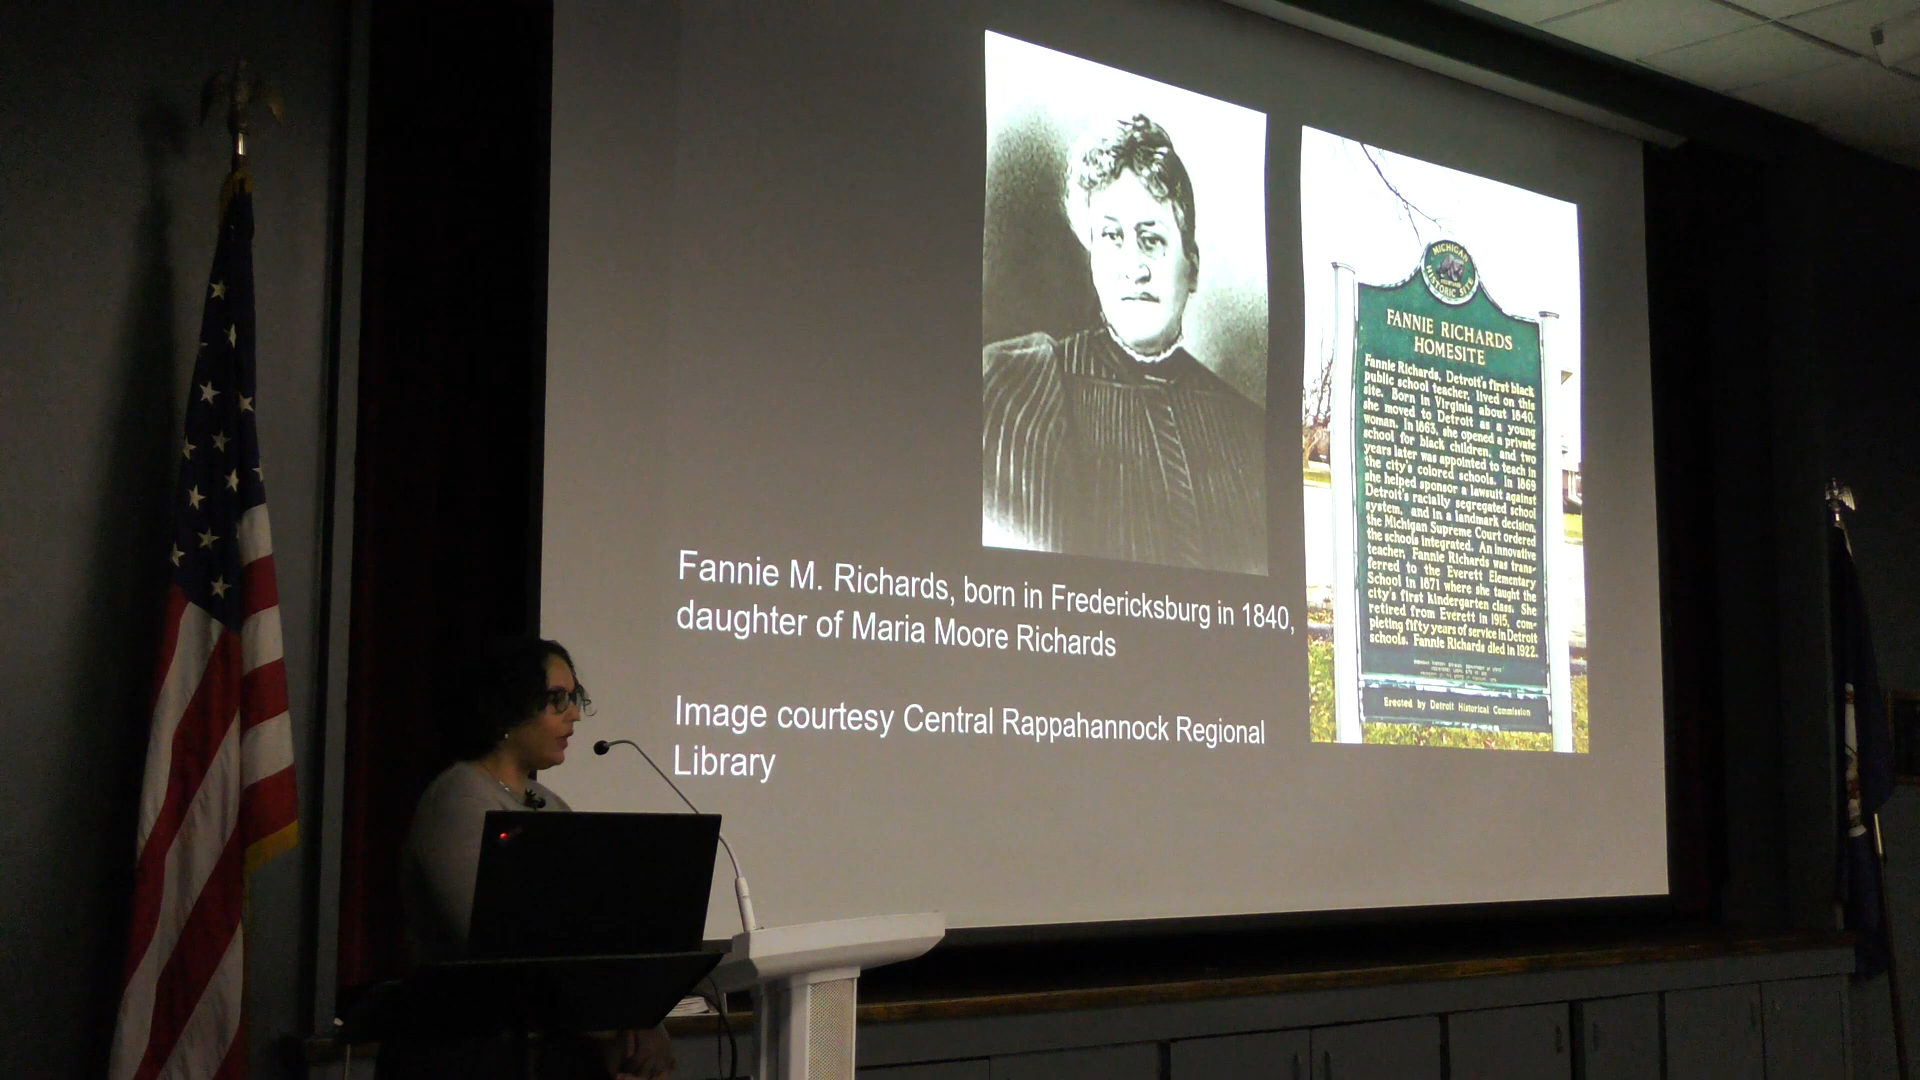 Fannie M. Richards, born in Fredericksburg in 1840,
daughter of Maria Moore Richards
Image courtesy Central Rappahannock Regional
Library
MICHIGAN
HISTORIC SITE
FANNIE RICHARDS
HOMESITE
Fannie Richards, Detroit's first black
public school teacher, lived on this
site. Born in Virginia about 1840,
she moved to Detroit as a young
woman. In 1863, she opened a private
school for black children, and two
years later was appointed to teach in
the city's colored schools. In 1869
she helped sponsor a lawsuit against
Detroit's racially segregated school
system, and in a landmark decision,
the Michigan Supreme Court ordered
the schools integrated. An innovative
teacher, Fannie Richards was trans-
ferred to the Everett Elementary
School in 1871 where she taught the
city's first kindergarten class. She
retired from Everett in 1915, com-
pleting fifty years of service in Detroit
schools. Fannie Richards died in 1922.
Erected by Detroit Historical Commission